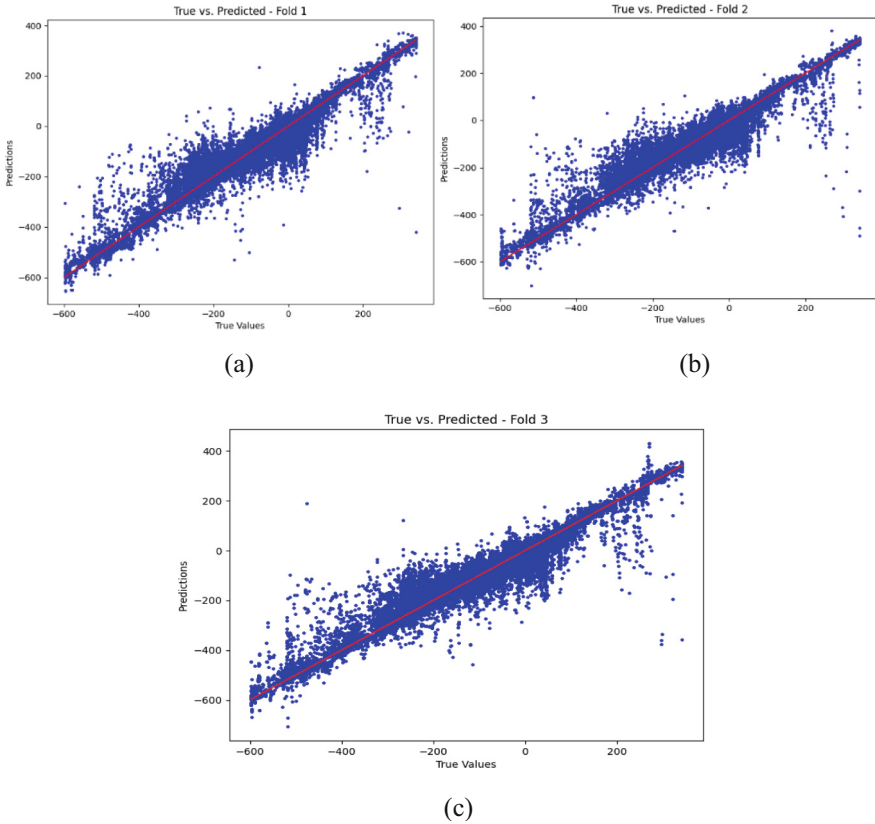 True vs. Predicted - Fold 1
400
200
0
−200
−400
−600
Predictions
−600 −400 −200 0 200
True Values
(a)
True vs. Predicted - Fold 2
400
200
0
−200
−400
−600
Predictions
−600 −400 −200 0 200
True Values
(b)
True vs. Predicted - Fold 3
400
200
0
−200
−400
−600
Predictions
−600 −400 −200 0 200
True Values
(c)